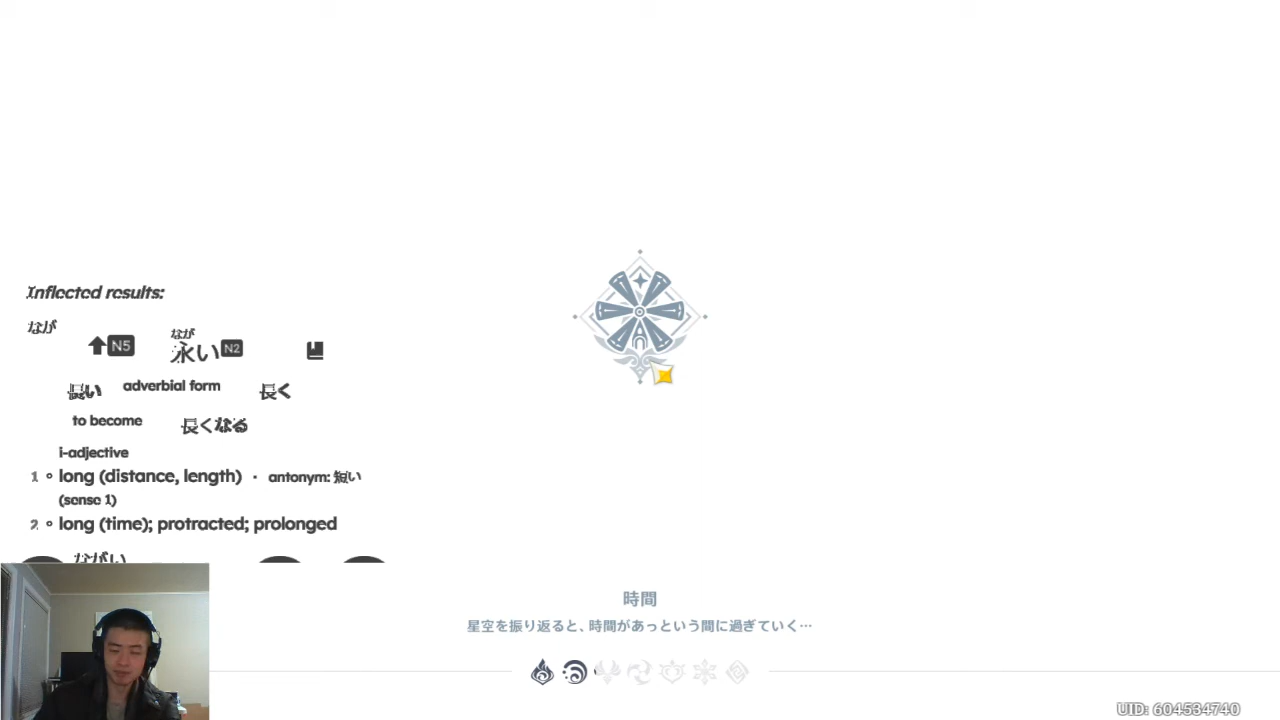 Inflected results:
なが
N5
なが
永い N2
長い adverbial form 長く
to become 長くなる
i-adjective
1 long (distance, length) · antonym: 短い
(sense 1)
2 long (time); protracted; prolonged
ながい
時間
星空を振り返ると、時間があっという間に過ぎていく…
UID: 604534740